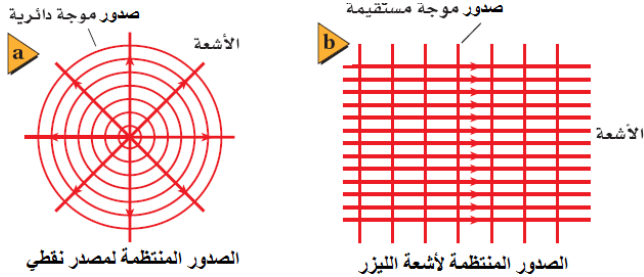 صدور موجة دائرية
الأشعة
a
الصدور المنتظمة لمصدر نقطي
صدور موجة مستقيمة
b
الأشعة
الصدور المنتظمة لأشعة الليزر